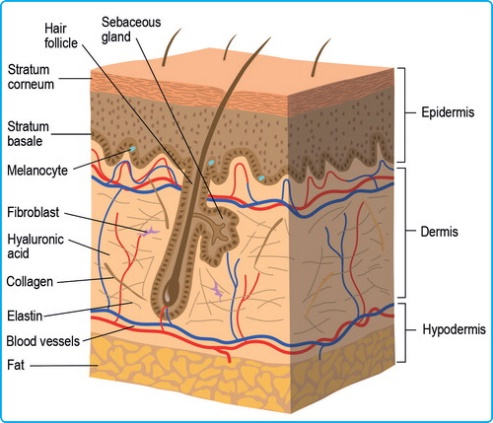 Hair
follicle
Sebaceous
gland
Stratum
corneum
Stratum
basale
Melanocyte
Fibroblast
Hyaluronic
acid
Collagen
Elastin
Blood vessels
Fat
Epidermis
Dermis
Hypodermis